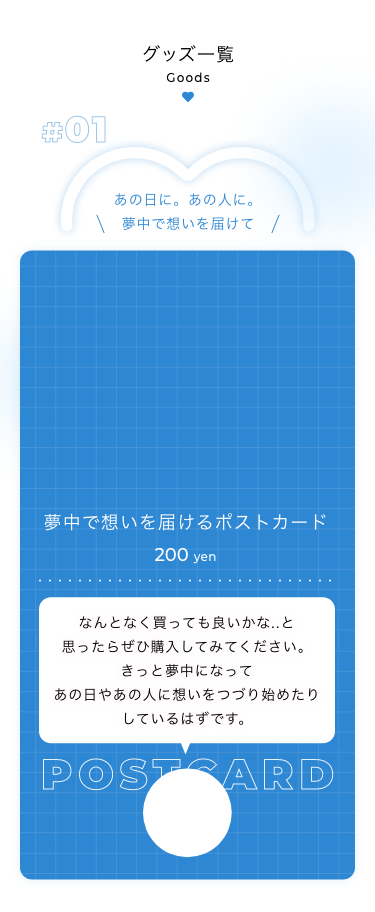 グッズ一覧
Goods
#01
あの日に。あの人に。
\ 夢中で想いを届けて /
夢中で想いを届けるポストカード
200 yen
なんとなく買っても良いかな..と
思ったらぜひ購入してみてください。
きっと夢中になって
あの日やあの人に想いをつづり始めたり
しているはずです。
POSTCARD